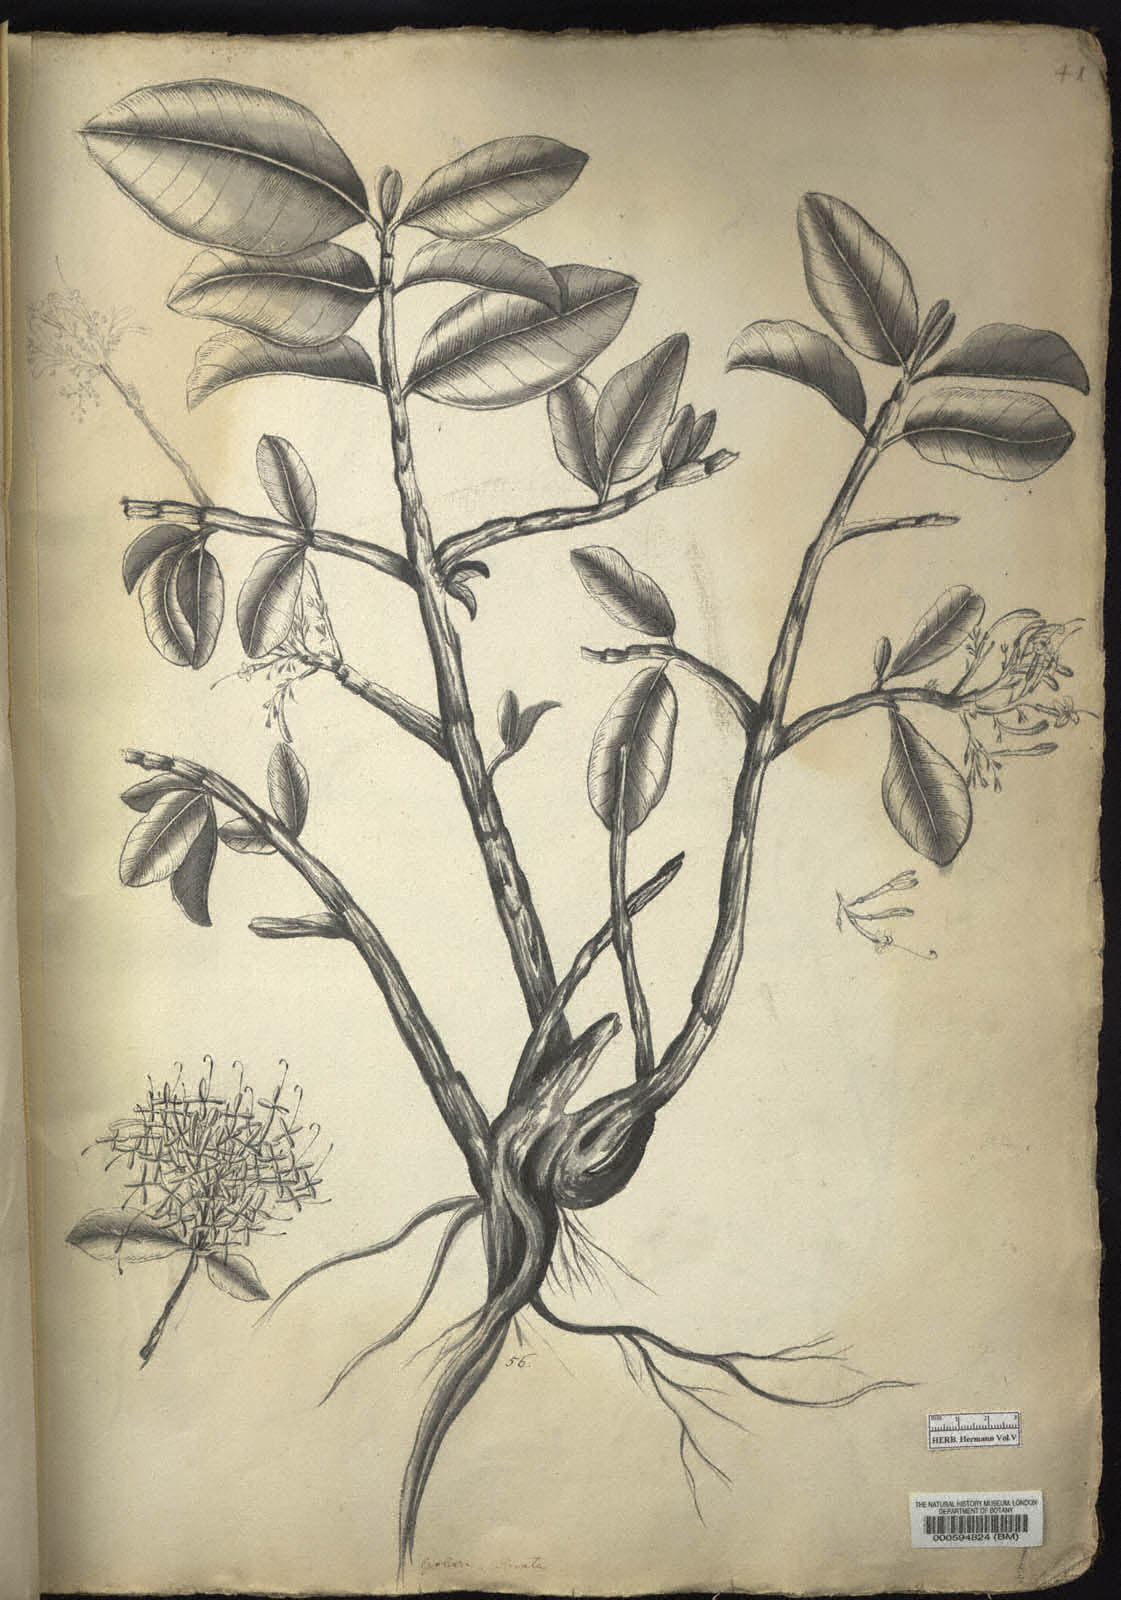 41
56.
HERB. Hermann Vol.V
THE NATURAL HISTORY MUSEUM, LONDON
DEPARTMENT OF BOTANY
000594824 (BM)